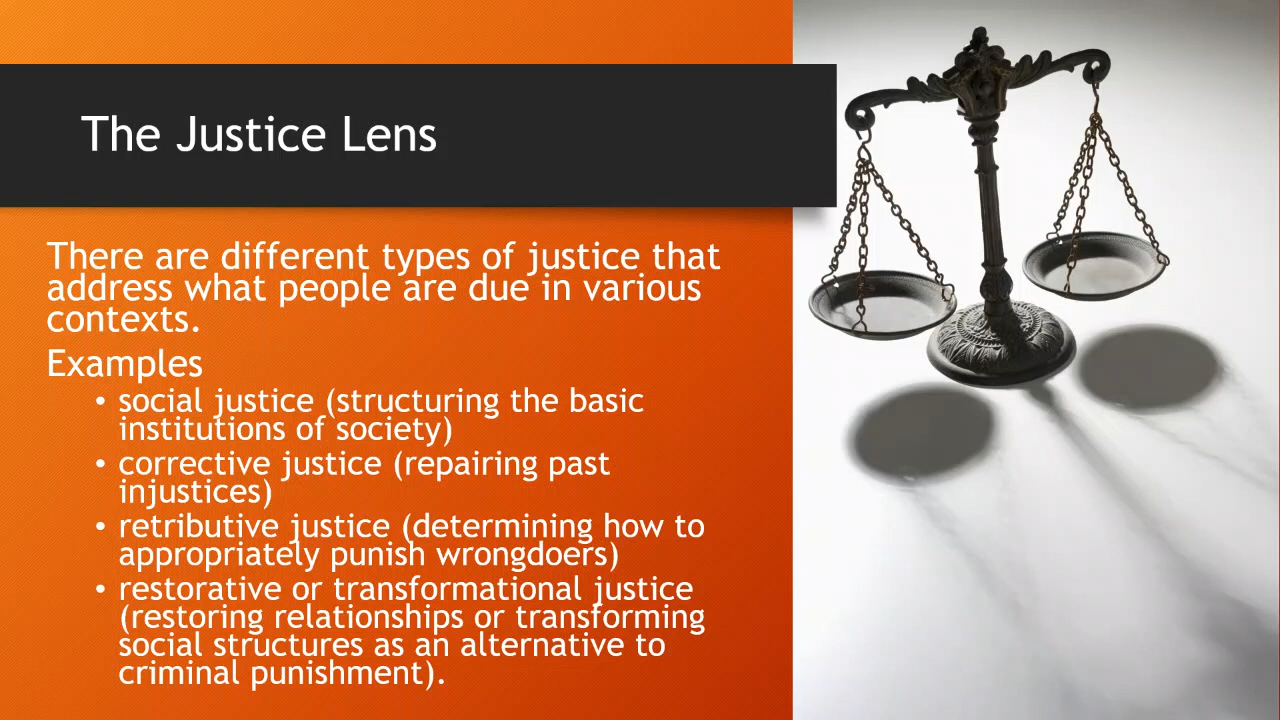 The Justice Lens
There are different types of justice that
address what people are due in various
contexts.
Examples
• social justice (structuring the basic
institutions of society)
• corrective justice (repairing past
injustices)
• retributive justice (determining how to
appropriately punish wrongdoers)
• restorative or transformational justice
(restoring relationships or transforming
social structures as an alternative to
criminal punishment).